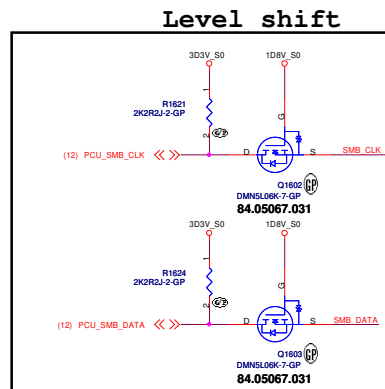 Level shift
3D3V_S0
1D8V_S0
1
R1621
2K2R2J-2-GP
2
G
(12) PCU_SMB_CLK
D
S
SMB_CLK
Q1602
GP
DMN5L06K-7-GP
84.05067.031
3D3V_S0
1D8V_S0
1
R1624
2K2R2J-2-GP
2
G
(12) PCU_SMB_DATA
D
S
SMB_DATA
Q1603
GP
DMN5L06K-7-GP
84.05067.031